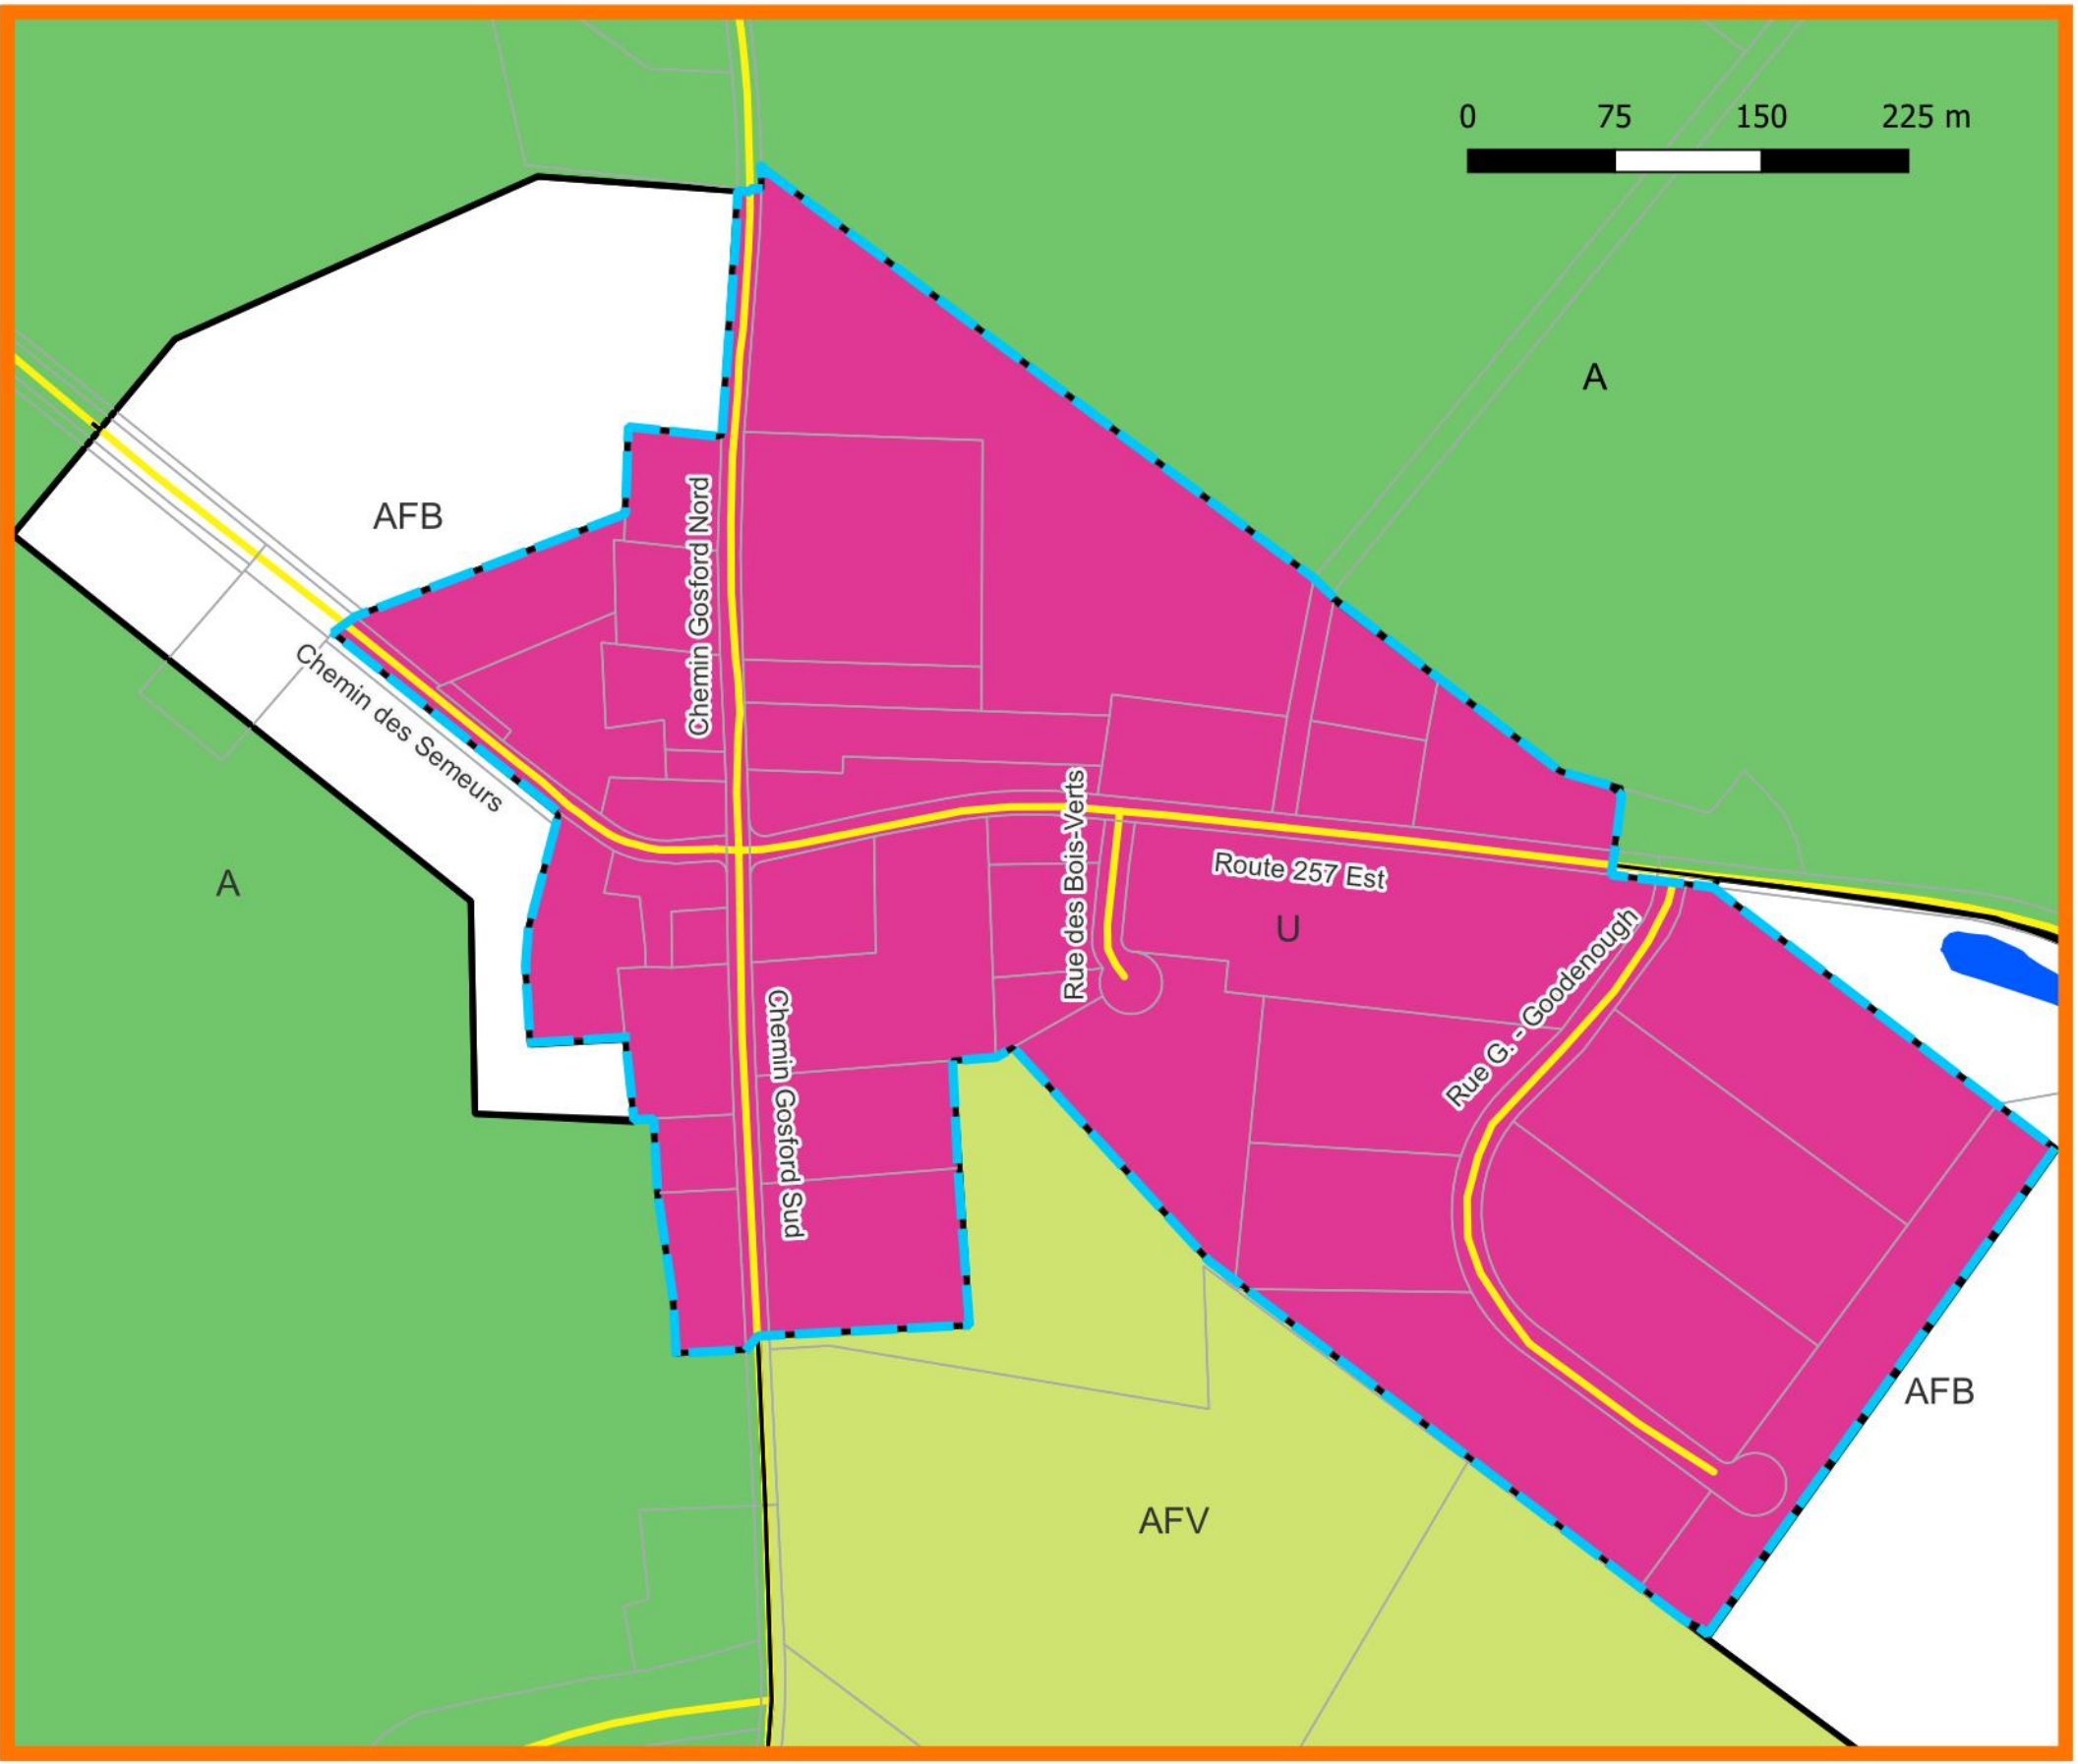 0 75 150 225 m
A
AFB
Chemin Gosford Nord
Chemin des Semeurs
Rue des Bois-Verts
Route 257 Est
A
U
Rue G. - Goodenough
Chemin Gosford Sud
AFB
AFV